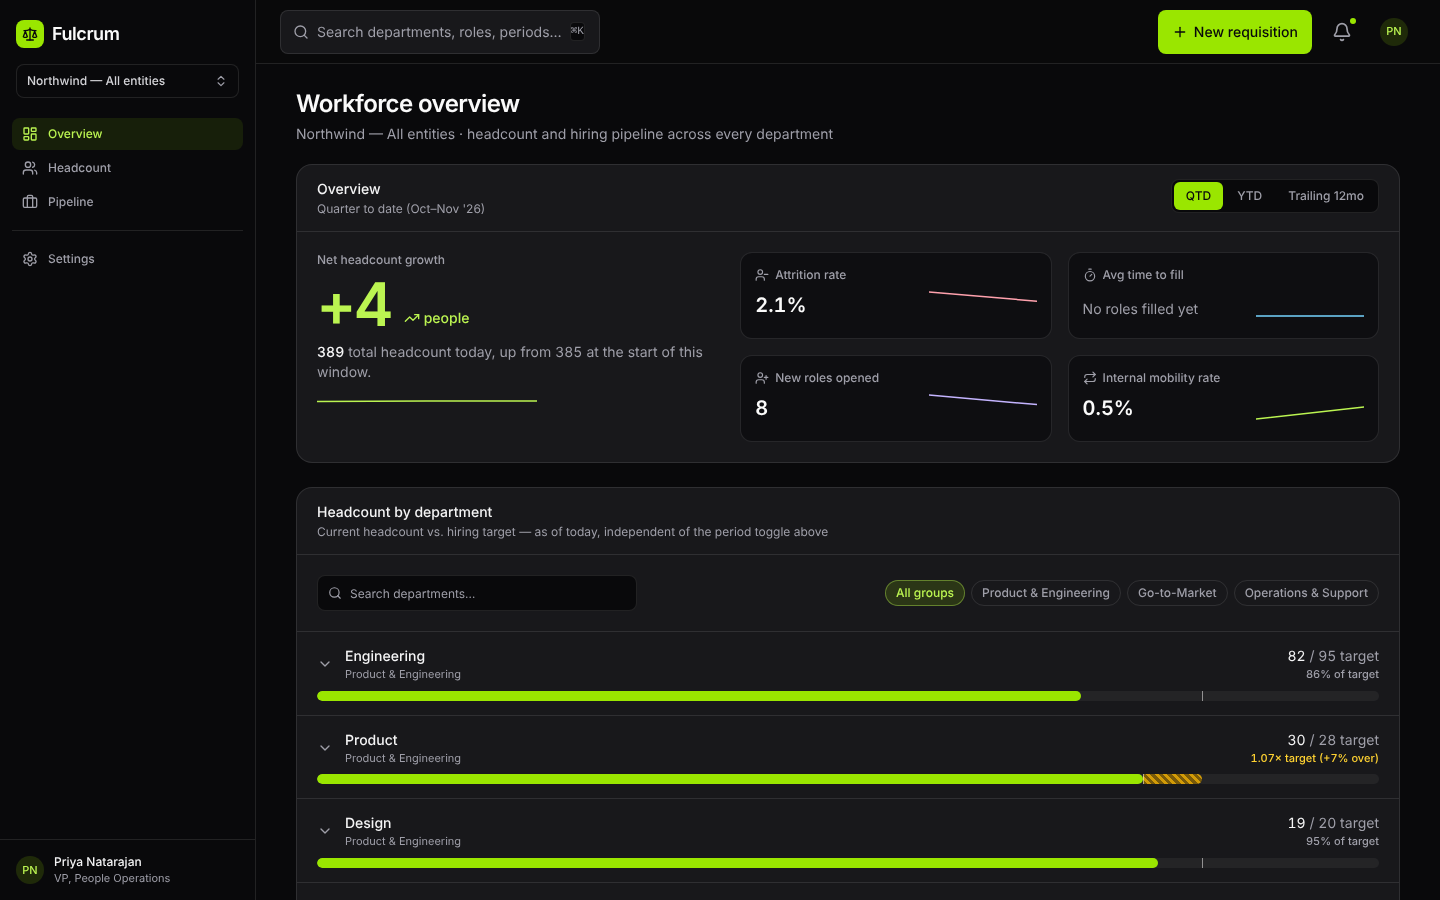 Fulcrum
Northwind — All entities
Overview
Headcount
Pipeline
Settings
Priya Natarajan
VP, People Operations
PN
Search departments, roles, periods...
⌘K
New requisition
PN
Workforce overview
Northwind — All entities · headcount and hiring pipeline across every department
Overview
Quarter to date (Oct–Nov '26)
QTD
YTD
Trailing 12mo
Net headcount growth
+4
people
389 total headcount today, up from 385 at the start of this
window.
Attrition rate
2.1%
Avg time to fill
No roles filled yet
New roles opened
8
Internal mobility rate
0.5%
Headcount by department
Current headcount vs. hiring target — as of today, independent of the period toggle above
Search departments...
All groups
Product & Engineering
Go-to-Market
Operations & Support
Engineering
Product & Engineering
82 / 95 target
86% of target
Product
Product & Engineering
30 / 28 target
1.07× target (+7% over)
Design
Product & Engineering
19 / 20 target
95% of target